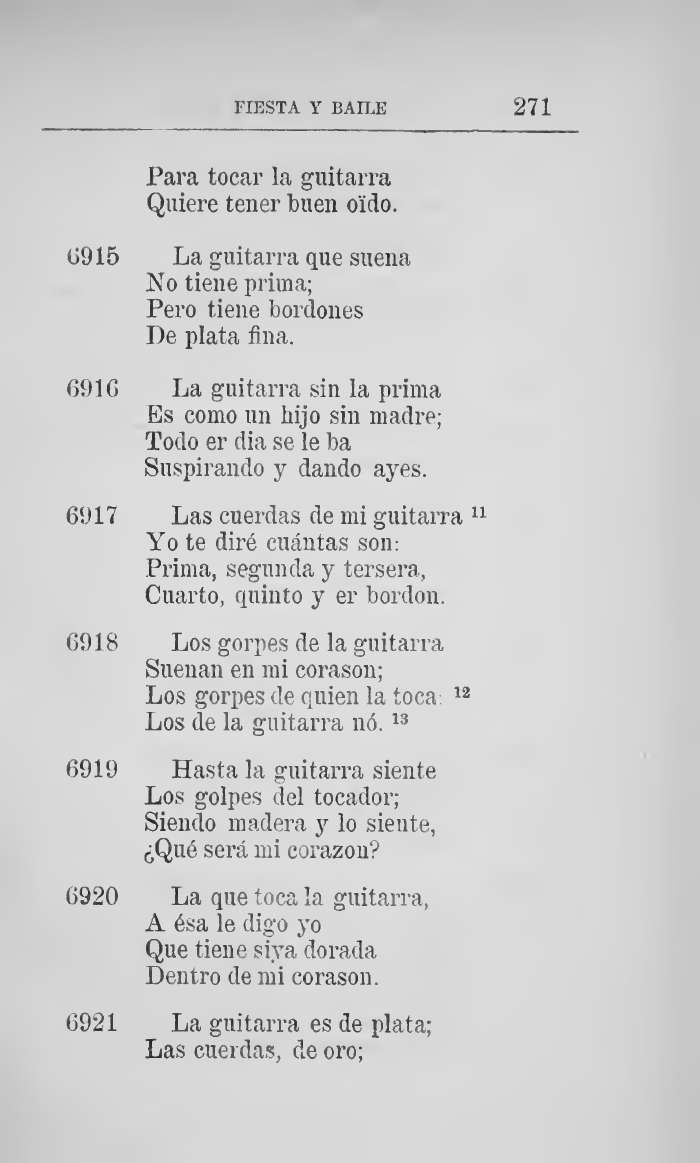 FIESTA Y BAILE 271
Para tocar la guitarra
Quiere tener buen oïdo.
6915 La guitarra que suena
No tiene prima;
Pero tiene bordones
De plata fina.
6916 La guitarra sin la prima
Es como un hijo sin madre;
Todo er dia se le ba
Suspirando y dando ayes.
6917 Las cuerdas de mi guitarra 11
Yo te diré cuántas son:
Prima, segunda y tersera,
Cuarto, quinto y er bordon.
6918 Los gorpes de la guitarra
Suenan en mi corason;
Los gorpes de quien la toca: 12
Los de la guitarra nó. 13
6919 Hasta la guitarra siente
Los golpes del tocador;
Siendo madera y lo siente,
¿Qué será mi corazon?
6920 La que toca la guitarra,
A ésa le digo yo
Que tiene siya dorada
Dentro de mi corason.
6921 La guitarra es de plata;
Las cuerdas, de oro;